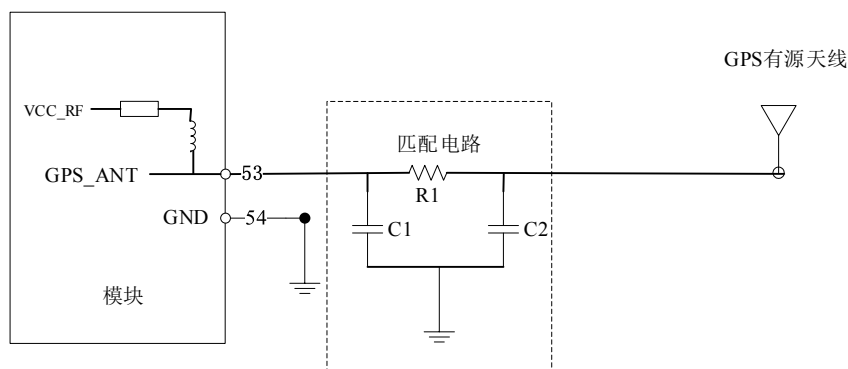 GPS有源天线
VCC_RF
匹配电路
GPS_ANT
53
R1
GND
54
C1
C2
模块